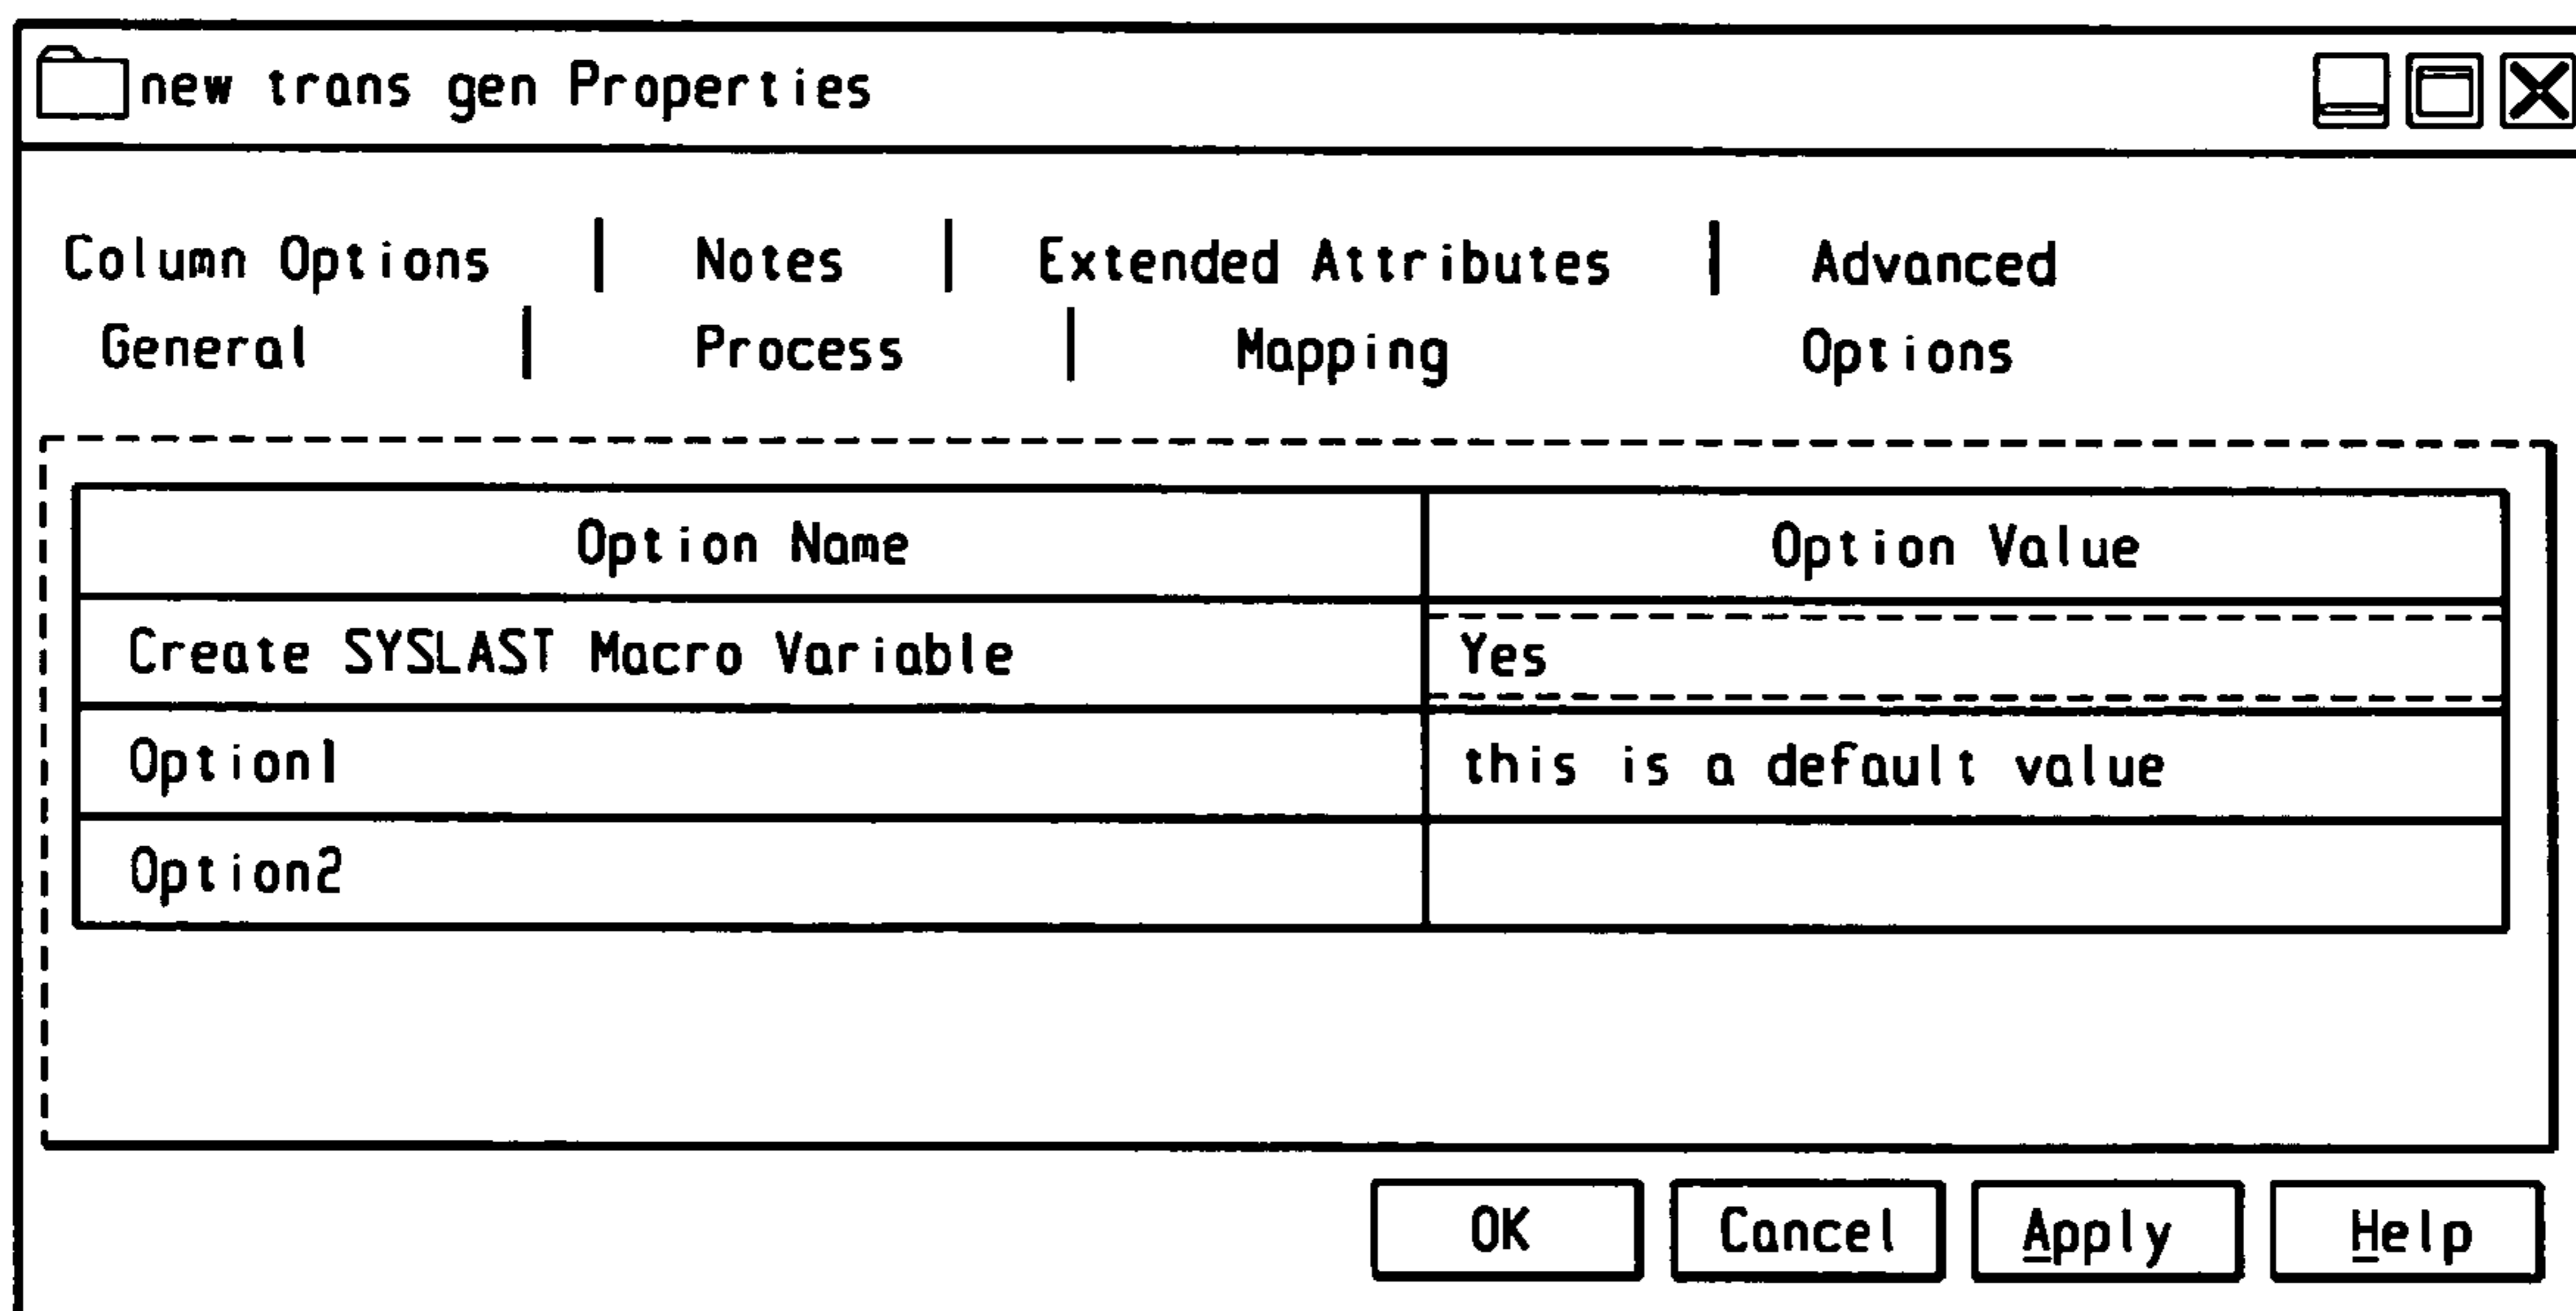 new trans gen Properties
Column Options | Notes | Extended Attributes | Advanced
General | Process | Mapping Options
Option Name Option Value
Create SYSLAST Macro Variable Yes
Option1 this is a default value
Option2
OK Cancel Apply Help